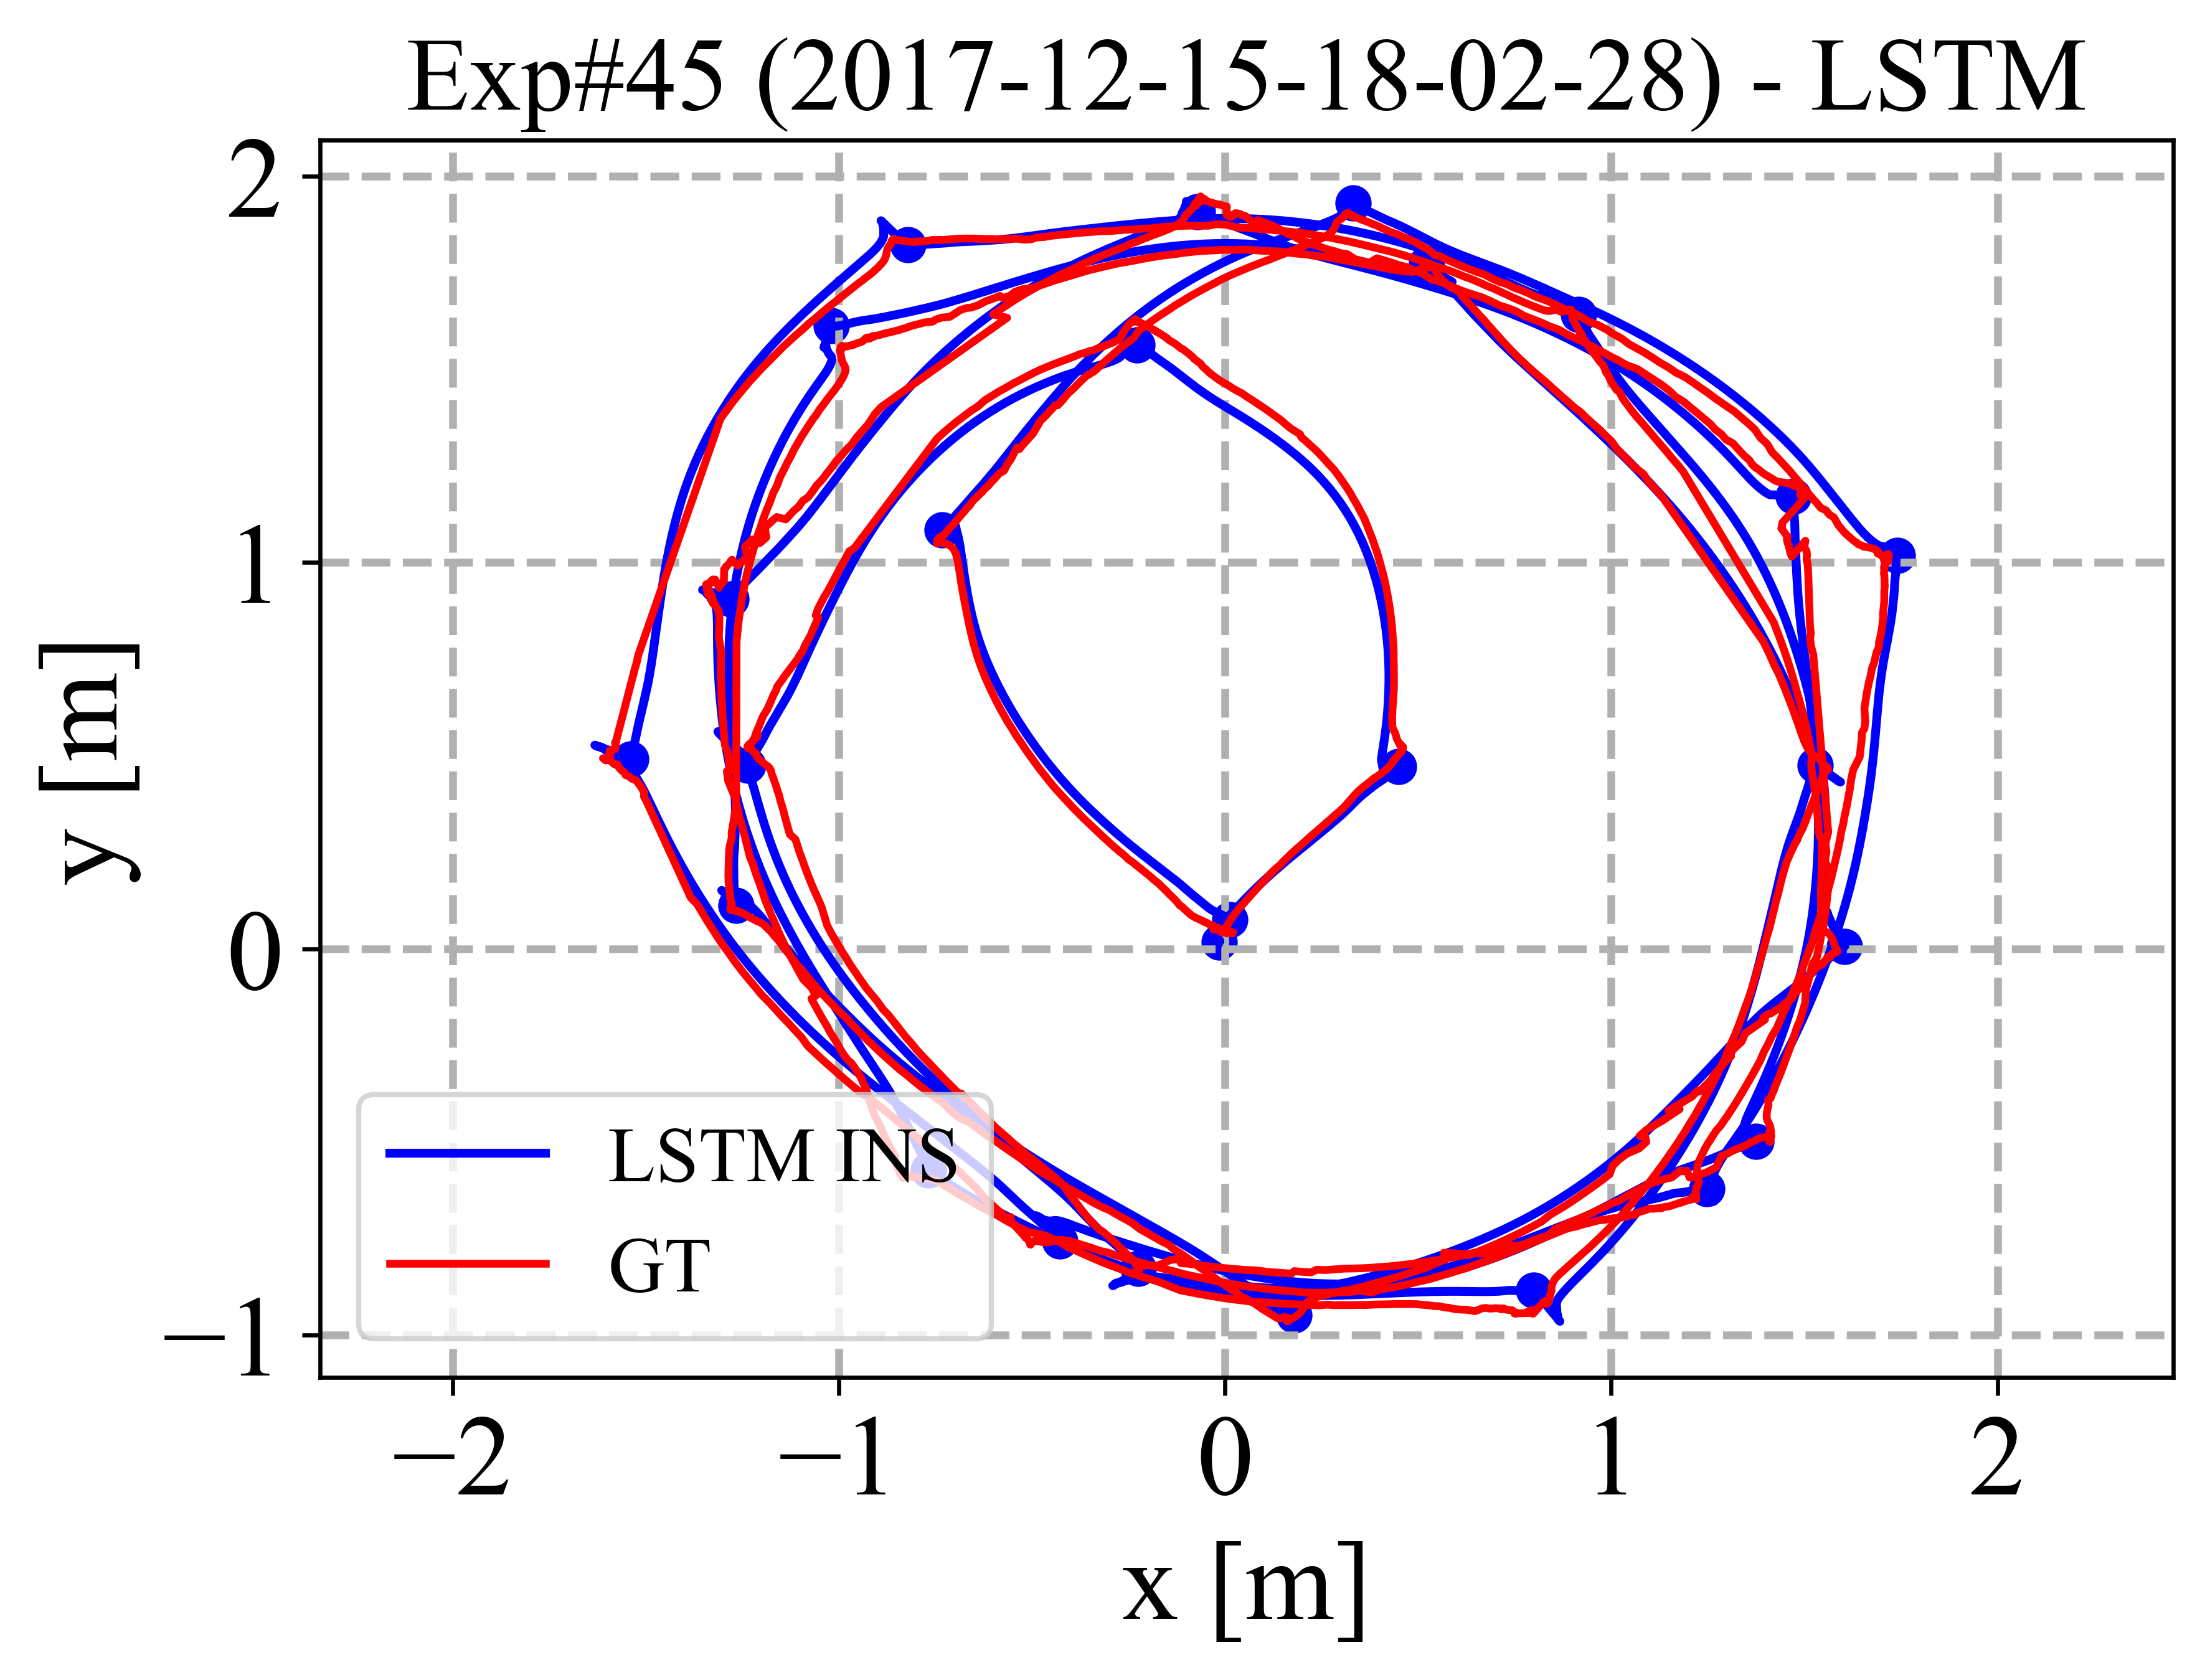 Exp#45 (2017-12-15-18-02-28) - LSTM
2
1
0
−1
y [m]
LSTM INS
GT
−2
−1
0
1
2
x [m]